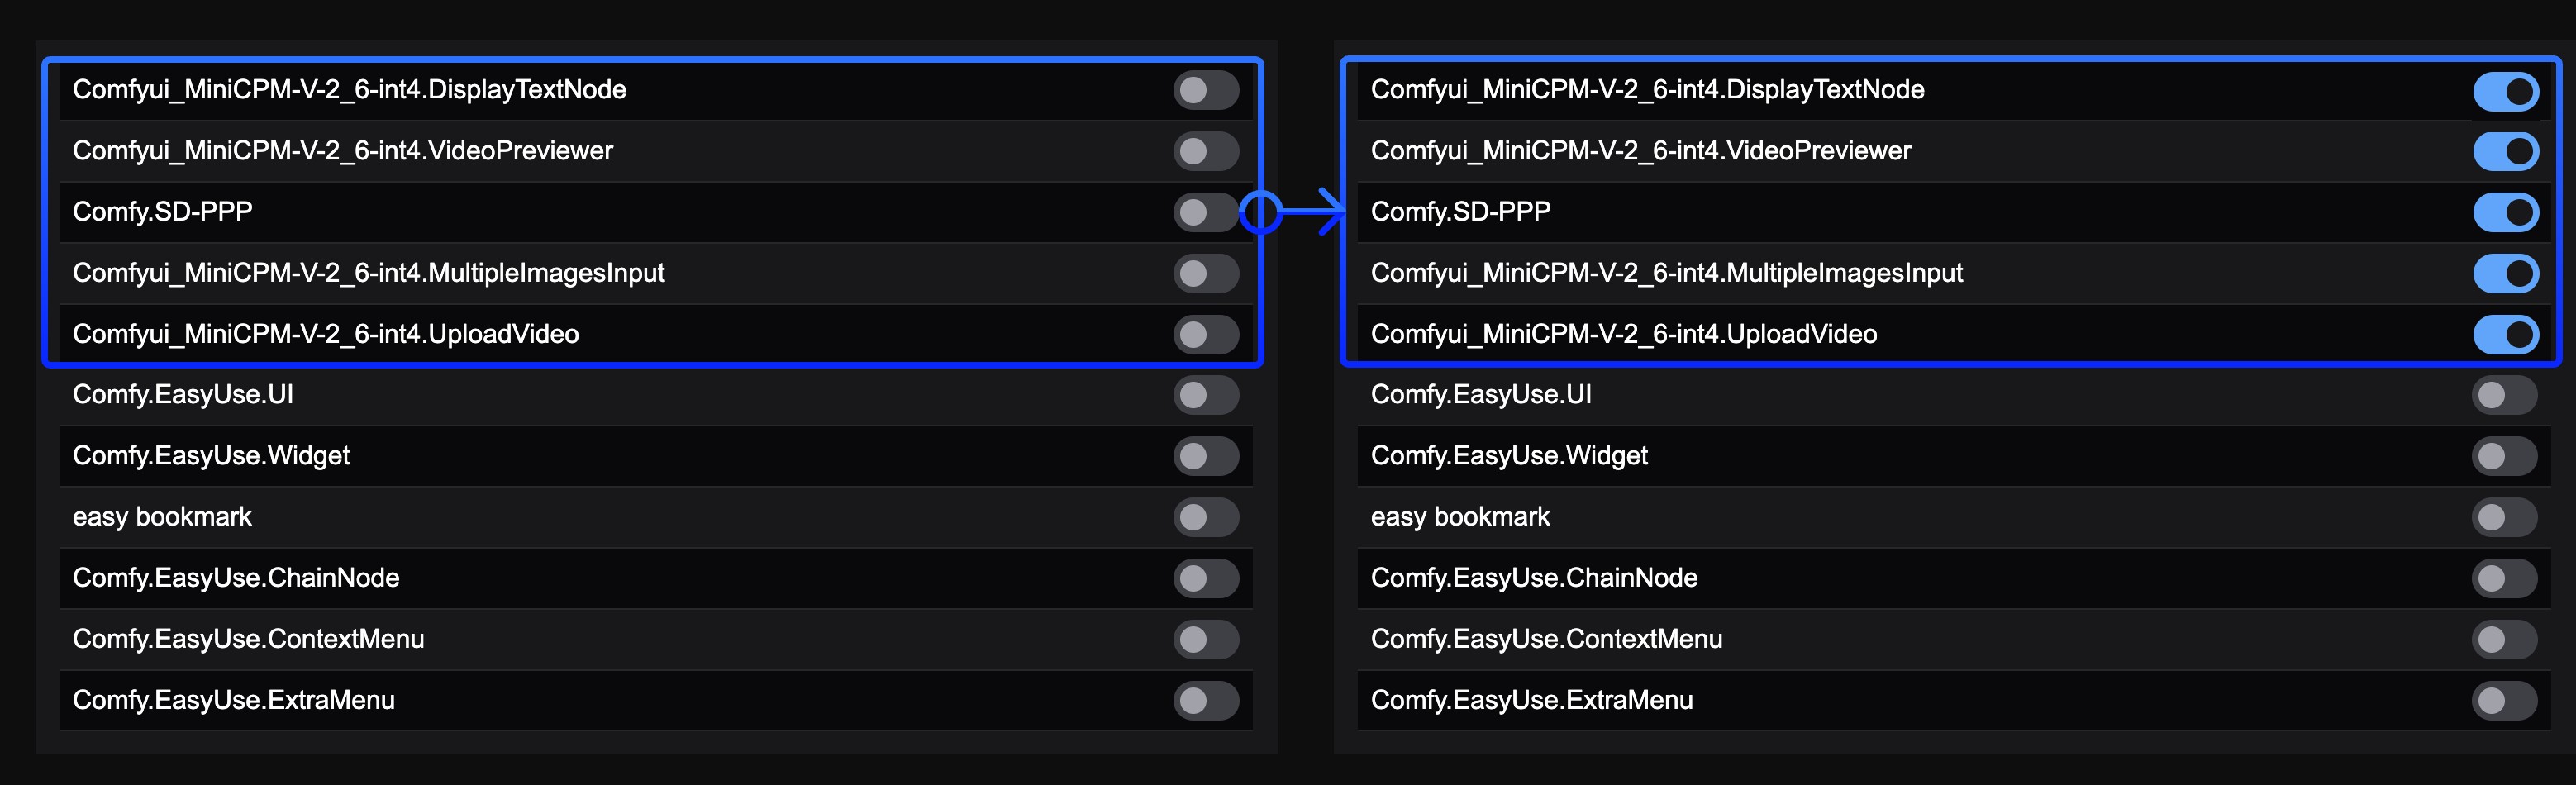 Comfyui_MiniCPM-V-2_6-int4.DisplayTextNode
Comfyui_MiniCPM-V-2_6-int4.VideoPreviewer
Comfy.SD-PPP
Comfyui_MiniCPM-V-2_6-int4.MultipleImagesInput
Comfyui_MiniCPM-V-2_6-int4.UploadVideo
Comfy.EasyUse.UI
Comfy.EasyUse.Widget
easy bookmark
Comfy.EasyUse.ChainNode
Comfy.EasyUse.ContextMenu
Comfy.EasyUse.ExtraMenu
Comfyui_MiniCPM-V-2_6-int4.DisplayTextNode
Comfyui_MiniCPM-V-2_6-int4.VideoPreviewer
Comfy.SD-PPP
Comfyui_MiniCPM-V-2_6-int4.MultipleImagesInput
Comfyui_MiniCPM-V-2_6-int4.UploadVideo
Comfy.EasyUse.UI
Comfy.EasyUse.Widget
easy bookmark
Comfy.EasyUse.ChainNode
Comfy.EasyUse.ContextMenu
Comfy.EasyUse.ExtraMenu